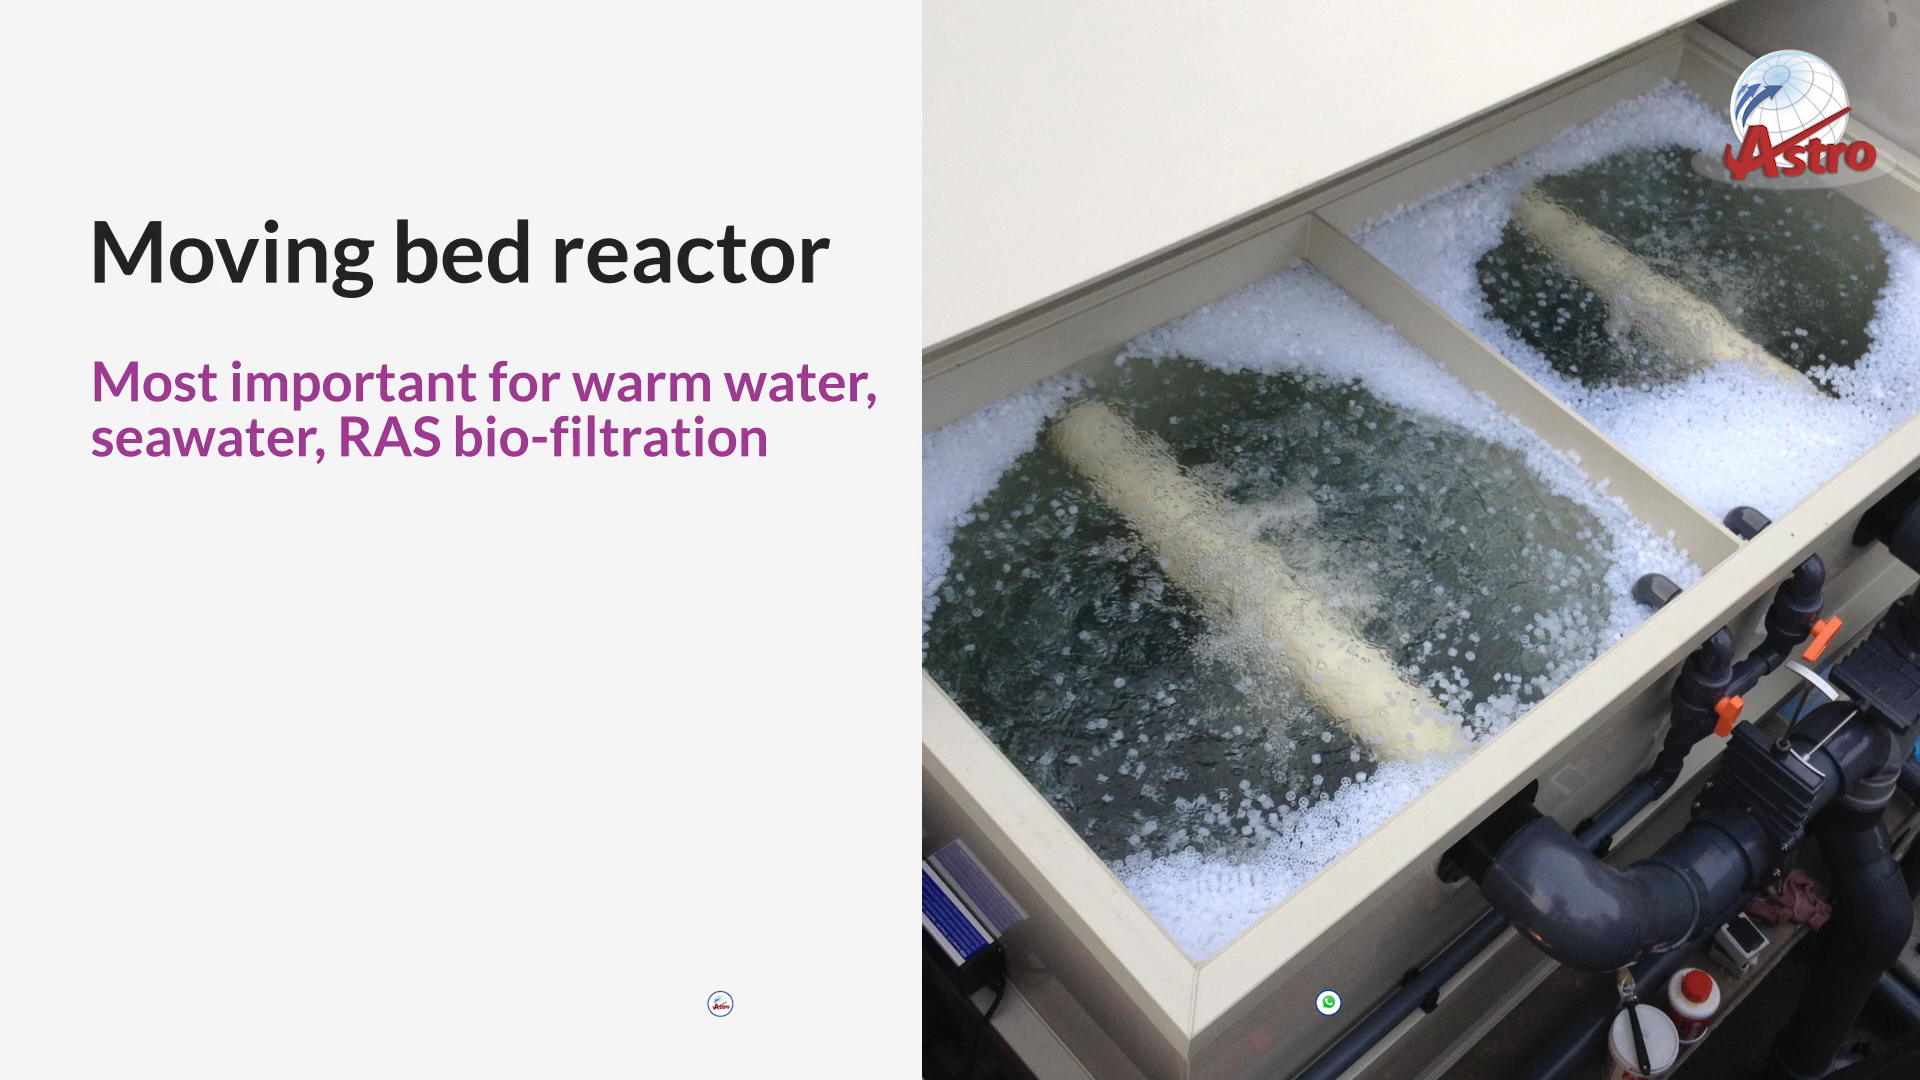 Moving bed reactor
Most important for warm water,
seawater, RAS bio-filtration
Astro